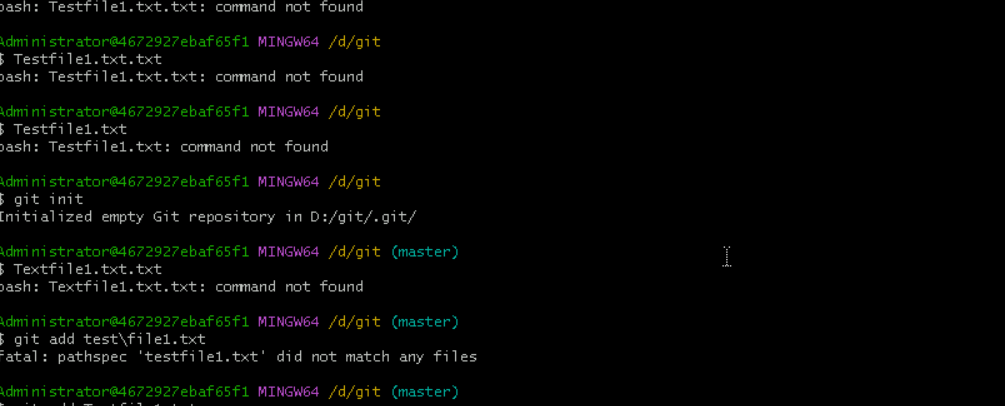 bash: Testfile1.txt.txt: command not found
Administrator@4672927ebaf65f1 MINGW64 /d/git
$ Testfile1.txt.txt
bash: Testfile1.txt.txt: command not found
Administrator@4672927ebaf65f1 MINGW64 /d/git
$ Testfile1.txt
bash: Testfile1.txt: command not found
Administrator@4672927ebaf65f1 MINGW64 /d/git
$ git init
Initialized empty Git repository in D:/git/.git/
Administrator@4672927ebaf65f1 MINGW64 /d/git (master)
$ Textfile1.txt.txt
bash: Textfile1.txt.txt: command not found
Administrator@4672927ebaf65f1 MINGW64 /d/git (master)
$ git add test\file1.txt
fatal: pathspec 'testfile1.txt' did not match any files
Administrator@4672927ebaf65f1 MINGW64 /d/git (master)